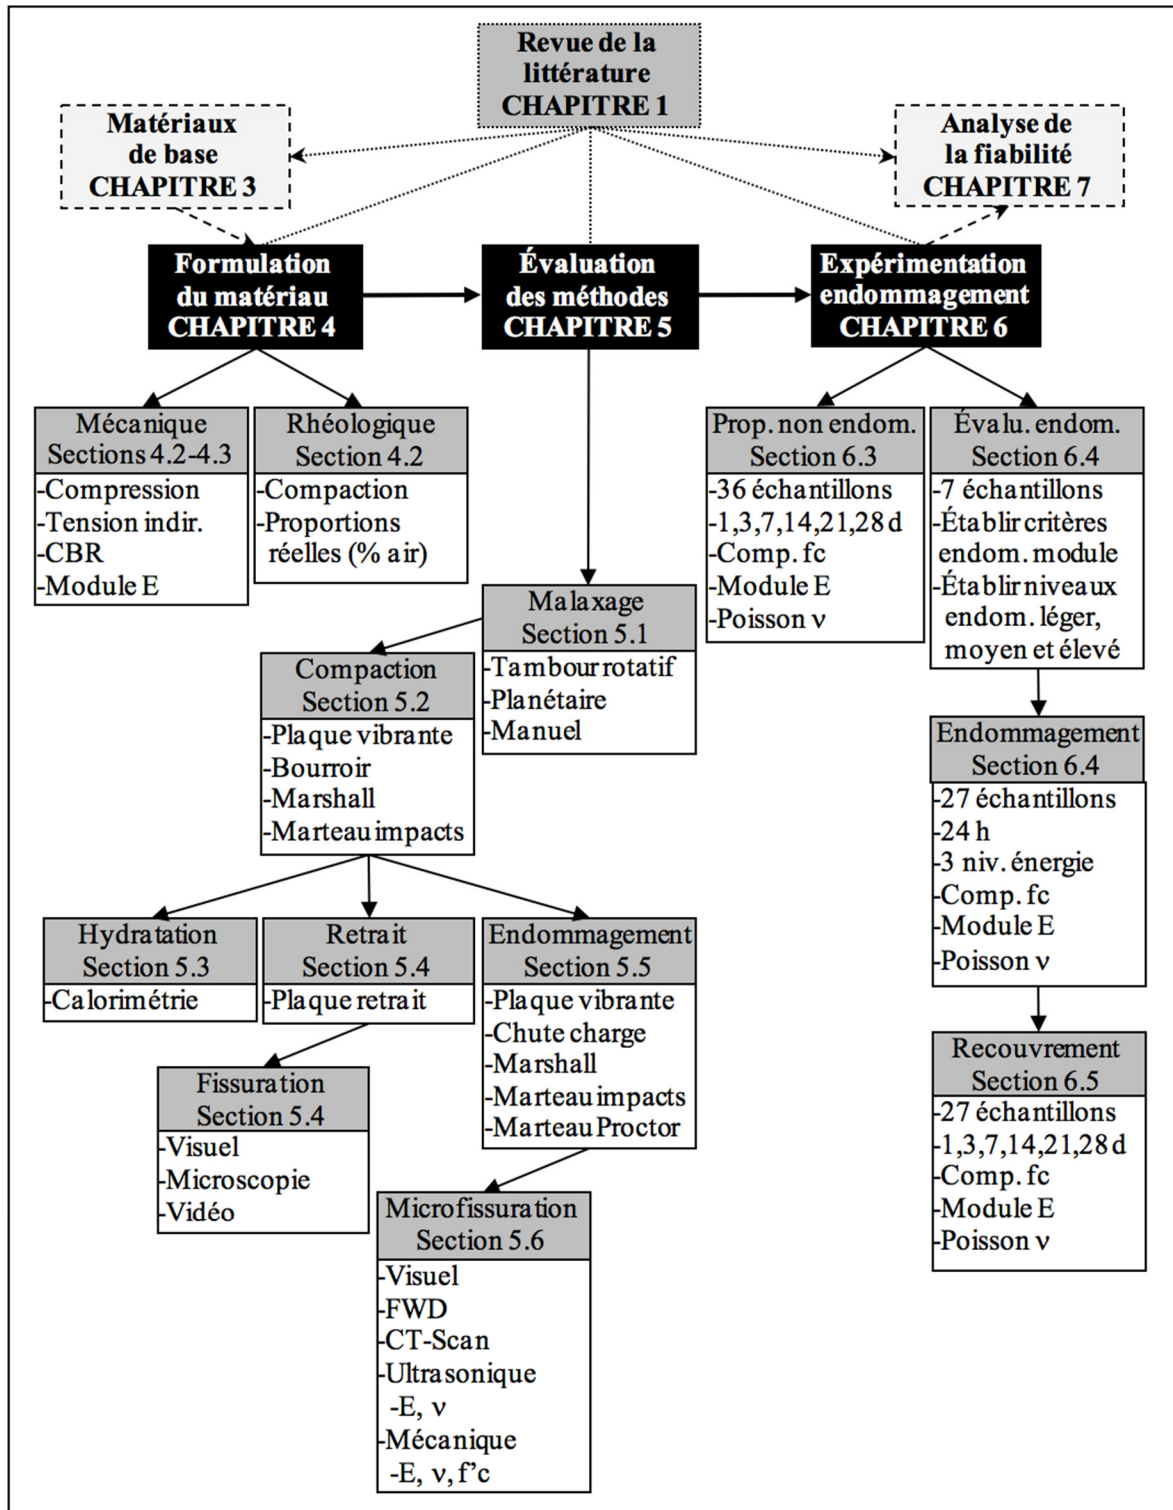 Revue de la
littérature
CHAPITRE 1
Matériaux
de base
CHAPITRE 3
Analyse de
la fiabilité
CHAPITRE 7
Formulation
du matériau
CHAPITRE 4
Évaluation
des méthodes
CHAPITRE 5
Expérimentation
endommagement
CHAPITRE 6
Mécanique
Sections 4.2-4.3
-Compression
-Tension indir.
-CBR
-Module E
Rhéologique
Section 4.2
-Compaction
-Proportions
réelles (% air)
Prop. non endom.
Section 6.3
-36 échantillons
-1,3,7,14,21,28 d
-Comp. fc
-Module E
-Poisson ν
Évalu. endom.
Section 6.4
-7 échantillons
-Établir critères
endom. module
-Établir niveaux
endom. léger,
moyen et élevé
Malaxage
Section 5.1
-Tambour rotatif
-Planétaire
-Manuel
Compaction
Section 5.2
-Plaque vibrante
-Bourroir
-Marshall
-Marteau impacts
Endommagement
Section 6.4
-27 échantillons
-24 h
-3 niv. énergie
-Comp. fc
-Module E
-Poisson ν
Hydratation
Section 5.3
-Calorimétrie
Retrait
Section 5.4
-Plaque retrait
Endommagement
Section 5.5
-Plaque vibrante
-Chute charge
-Marshall
-Marteau impacts
-Marteau Proctor
Recouvrement
Section 6.5
-27 échantillons
-1,3,7,14,21,28 d
-Comp. fc
-Module E
-Poisson ν
Fissuration
Section 5.4
-Visuel
-Microscopie
-Vidéo
Microfissuration
Section 5.6
-Visuel
-FWD
-CT-Scan
-Ultrasonique
-E, ν
-Mécanique
-E, ν, f'c